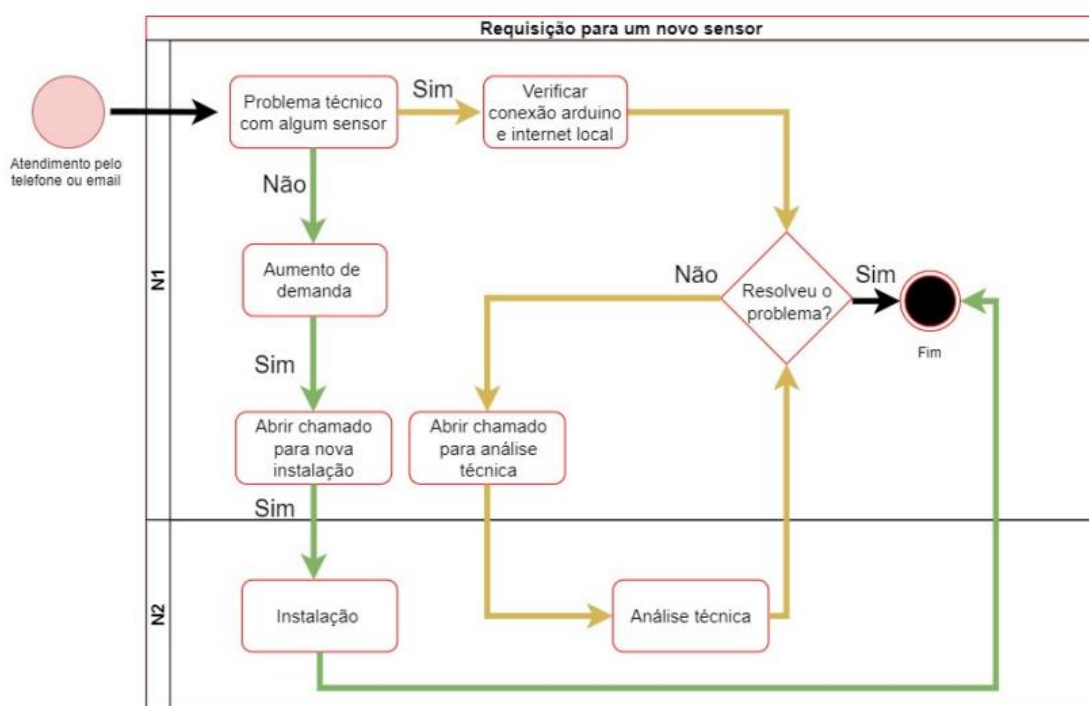 Requisição para um novo sensor
N1
Atendimento pelo
telefone ou email
Problema técnico
com algum sensor
Sim
Verificar
conexão arduino
e internet local
Não
Aumento de
demanda
Não
Resolveu o
problema?
Sim
Fim
Sim
Abrir chamado
para nova
instalação
Abrir chamado
para análise
técnica
Sim
N2
Instalação
Análise técnica